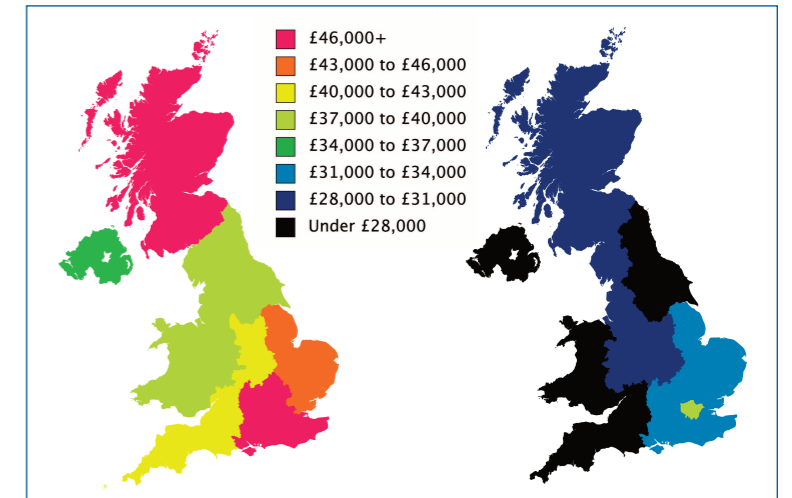 £46,000+
£43,000 to £46,000
£40,000 to £43,000
£37,000 to £40,000
£34,000 to £37,000
£31,000 to £34,000
£28,000 to £31,000
Under £28,000